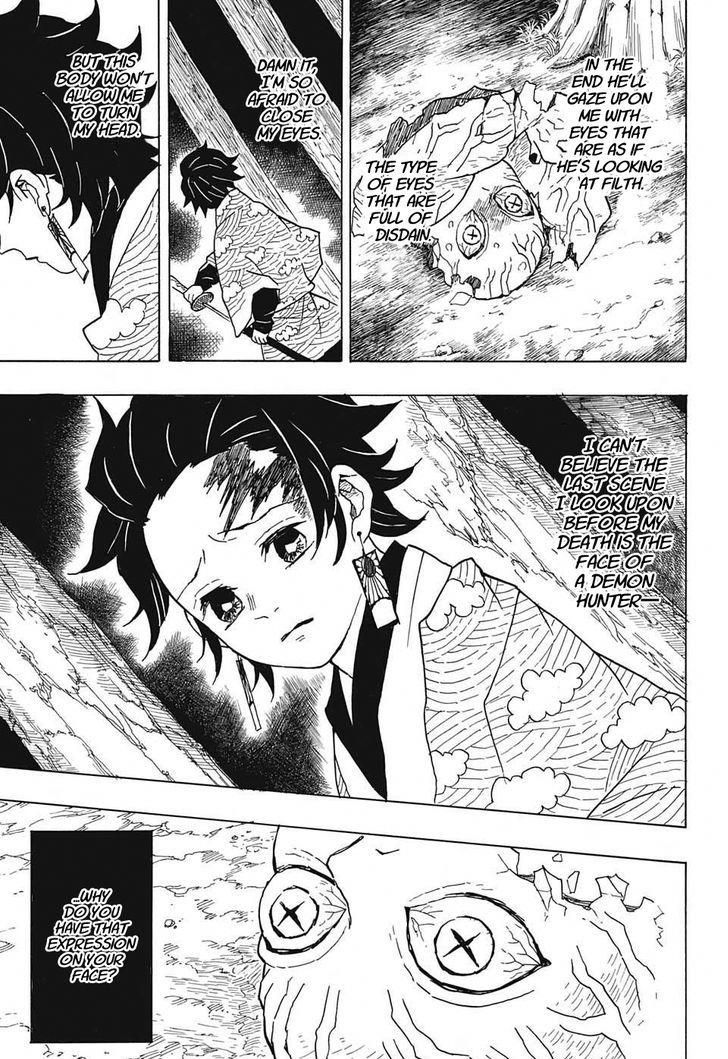 IN THE
END HE'LL
GAZE UPON
ME WITH
EYES THAT
ARE AS IF
HE'S LOOKING
AT FILTH.
THE TYPE
OF EYES
THAT ARE
FULL OF
DISDAIN.
DAMN IT,
I'M SO
AFRAID TO
CLOSE
MY EYES.
BUT THIS
BODY WON'T
ALLOW ME
TO TURN
MY HEAD.
I CAN'T
BELIEVE THE
LAST SCENE
I LOOK UPON
BEFORE MY
DEATH IS THE
FACE OF
A DEMON
HUNTER—
...WHY
DO YOU
HAVE THAT
EXPRESSION
ON YOUR
FACE?